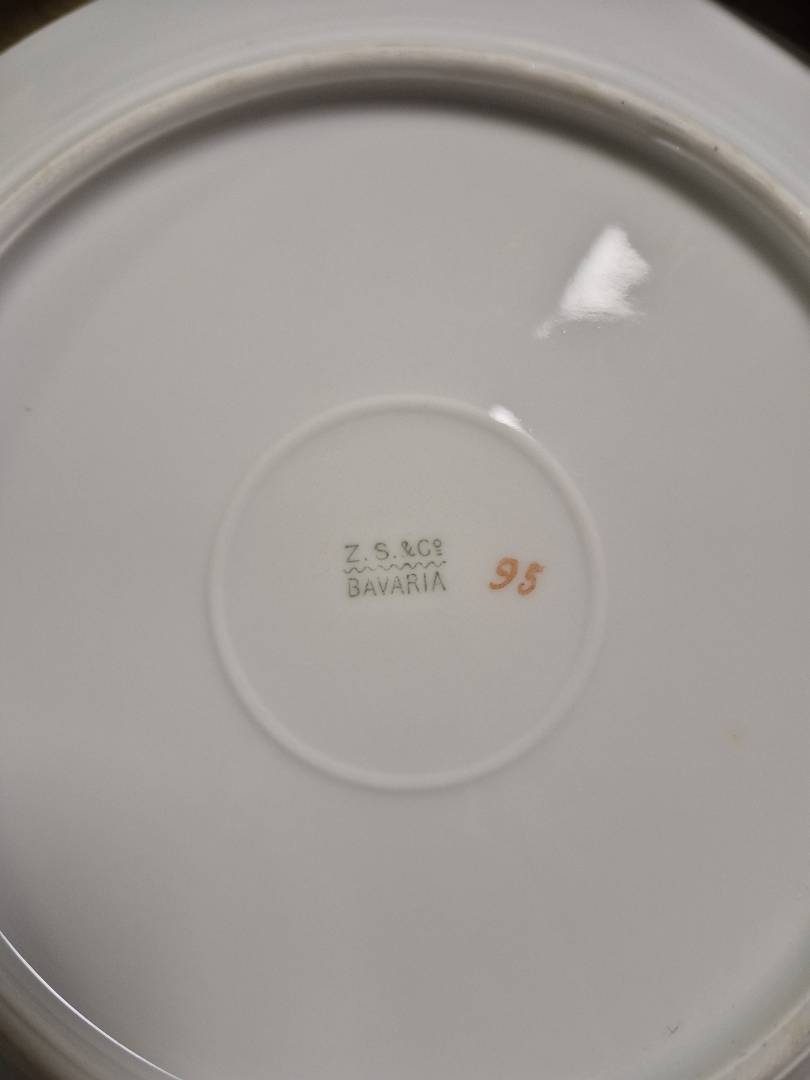 Z. S. & Cº
BAVARIA
95